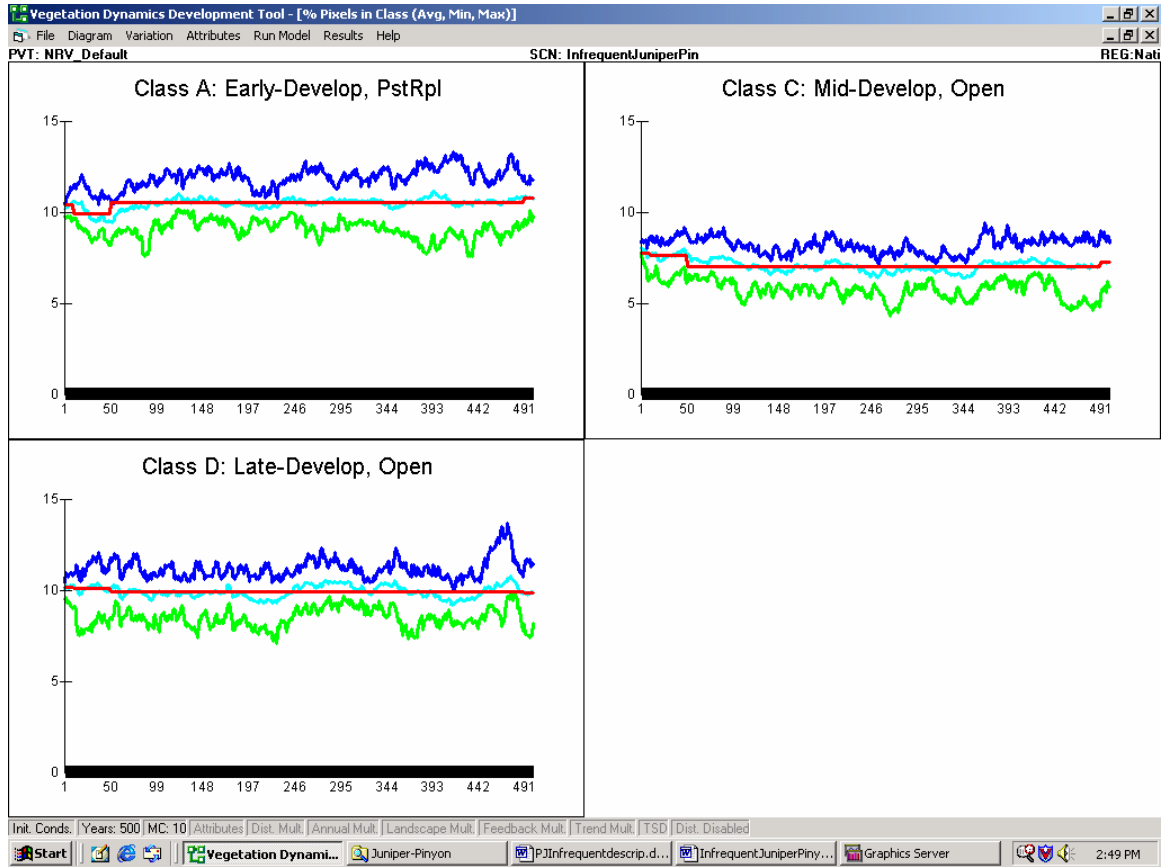 Vegetation Dynamics Development Tool - [% Pixels in Class (Avg, Min, Max)]
File Diagram Variation Attributes Run Model Results Help
PVT: NRV_Default SCN: InfrequentJuniperPin REG:Nati
Class A: Early-Develop, PstRpl
15
10
5
0
1 50 99 148 197 246 295 344 393 442 491
Class C: Mid-Develop, Open
15
10
5
0
1 50 99 148 197 246 295 344 393 442 491
Class D: Late-Develop, Open
15
10
5
0
1 50 99 148 197 246 295 344 393 442 491
Init. Conds. Years: 500 MC: 10 Attributes Dist. Mult. Annual Mult. Landscape Mult. Feedback Mult. Trend Mult. TSD Dist. Disabled
Start Vegetation Dynami... Juniper-Pinyon PJInfrequentdescrip.d... InfrequentJuniperPiny... Graphics Server 2:49 PM